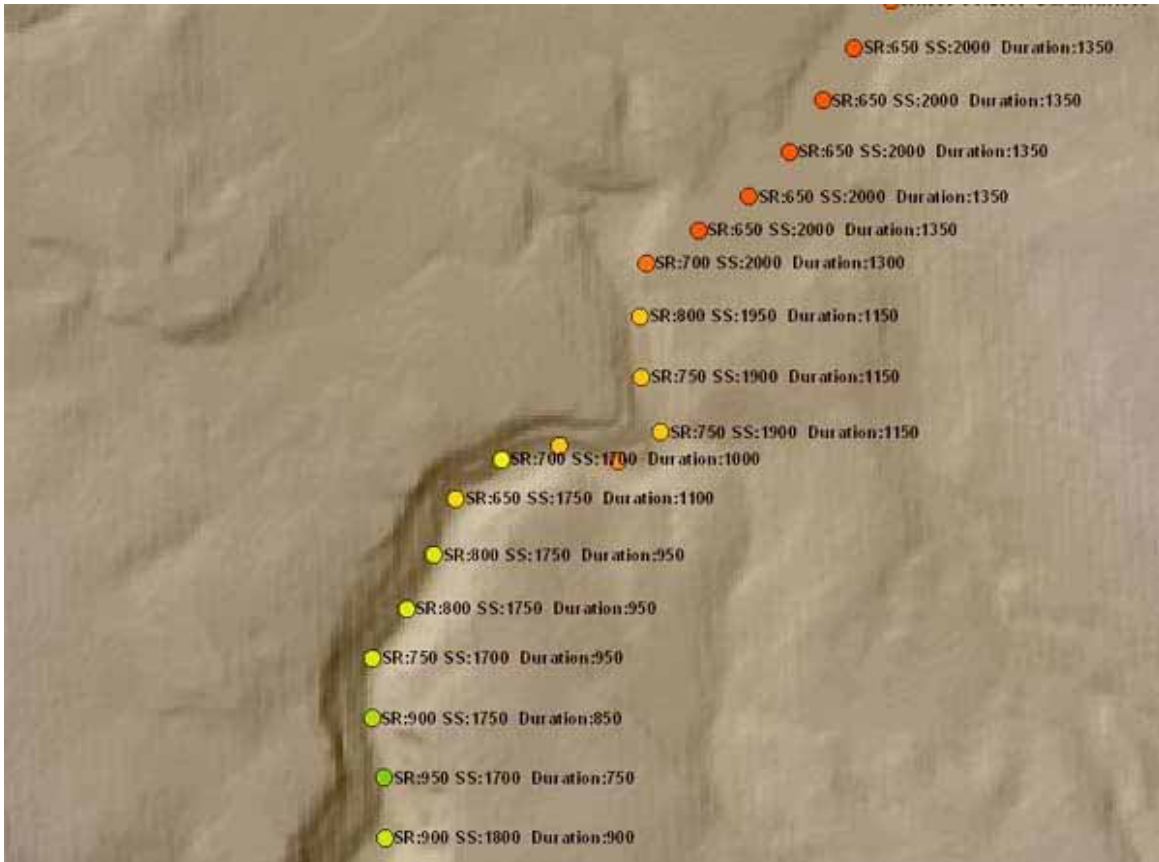 SR:650 SS:2000 Duration:1350
SR:650 SS:2000 Duration:1350
SR:650 SS:2000 Duration:1350
SR:650 SS:2000 Duration:1350
SR:650 SS:2000 Duration:1350
SR:700 SS:2000 Duration:1300
SR:800 SS:1950 Duration:1150
SR:750 SS:1900 Duration:1150
SR:750 SS:1900 Duration:1150
SR:700 SS:1700 Duration:1000
SR:650 SS:1750 Duration:1100
SR:800 SS:1750 Duration:950
SR:800 SS:1750 Duration:950
SR:750 SS:1700 Duration:950
SR:900 SS:1750 Duration:850
SR:950 SS:1700 Duration:750
SR:900 SS:1800 Duration:900